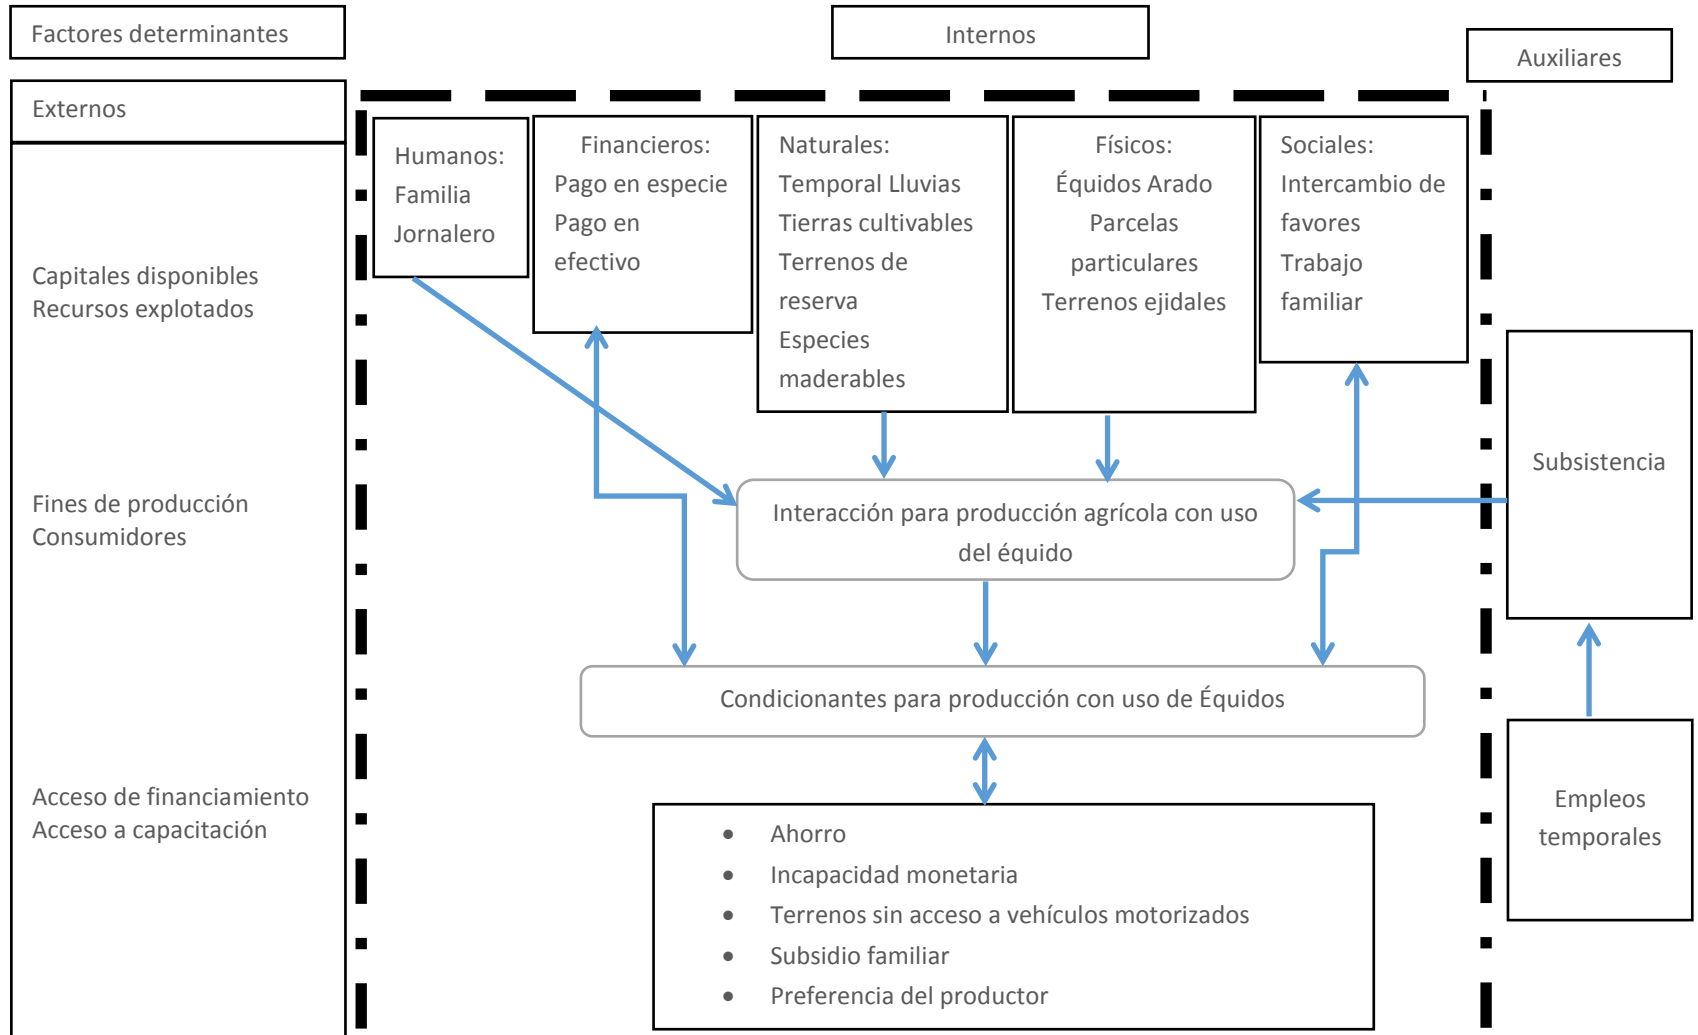 Factores determinantes
Internos
Auxiliares
Externos
Capitales disponibles
Recursos explotados
Fines de producción
Consumidores
Acceso de financiamiento
Acceso a capacitación
Humanos:
Familia
Jornalero
Financieros:
Pago en especie
Pago en
efectivo
Naturales:
Temporal Lluvias
Tierras cultivables
Terrenos de
reserva
Especies
maderables
Físicos:
Équidos Arado
Parcelas
particulares
Terrenos ejidales
Sociales:
Intercambio de
favores
Trabajo
familiar
Interacción para producción agrícola con uso
del équido
Condicionantes para producción con uso de Équidos
• Ahorro
• Incapacidad monetaria
• Terrenos sin acceso a vehículos motorizados
• Subsidio familiar
• Preferencia del productor
Subsistencia
Empleos
temporales